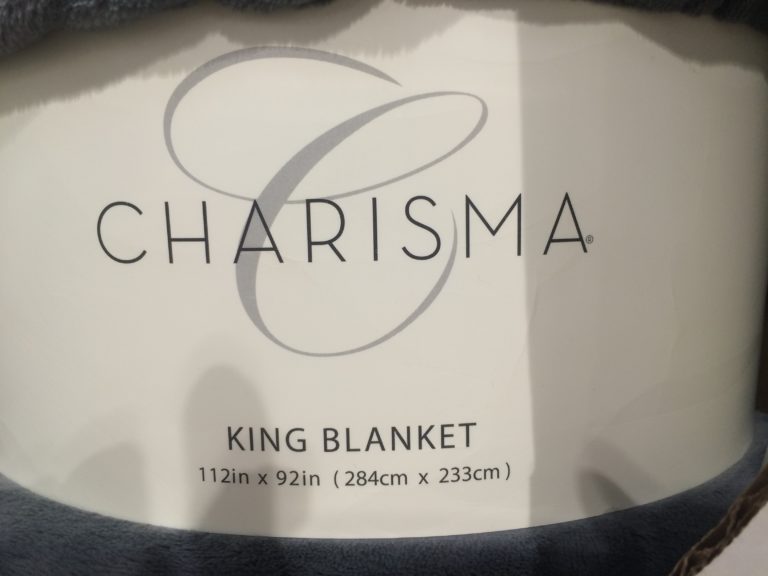 CHARISMA®
KING BLANKET
112in x 92in (284cm x 233cm)